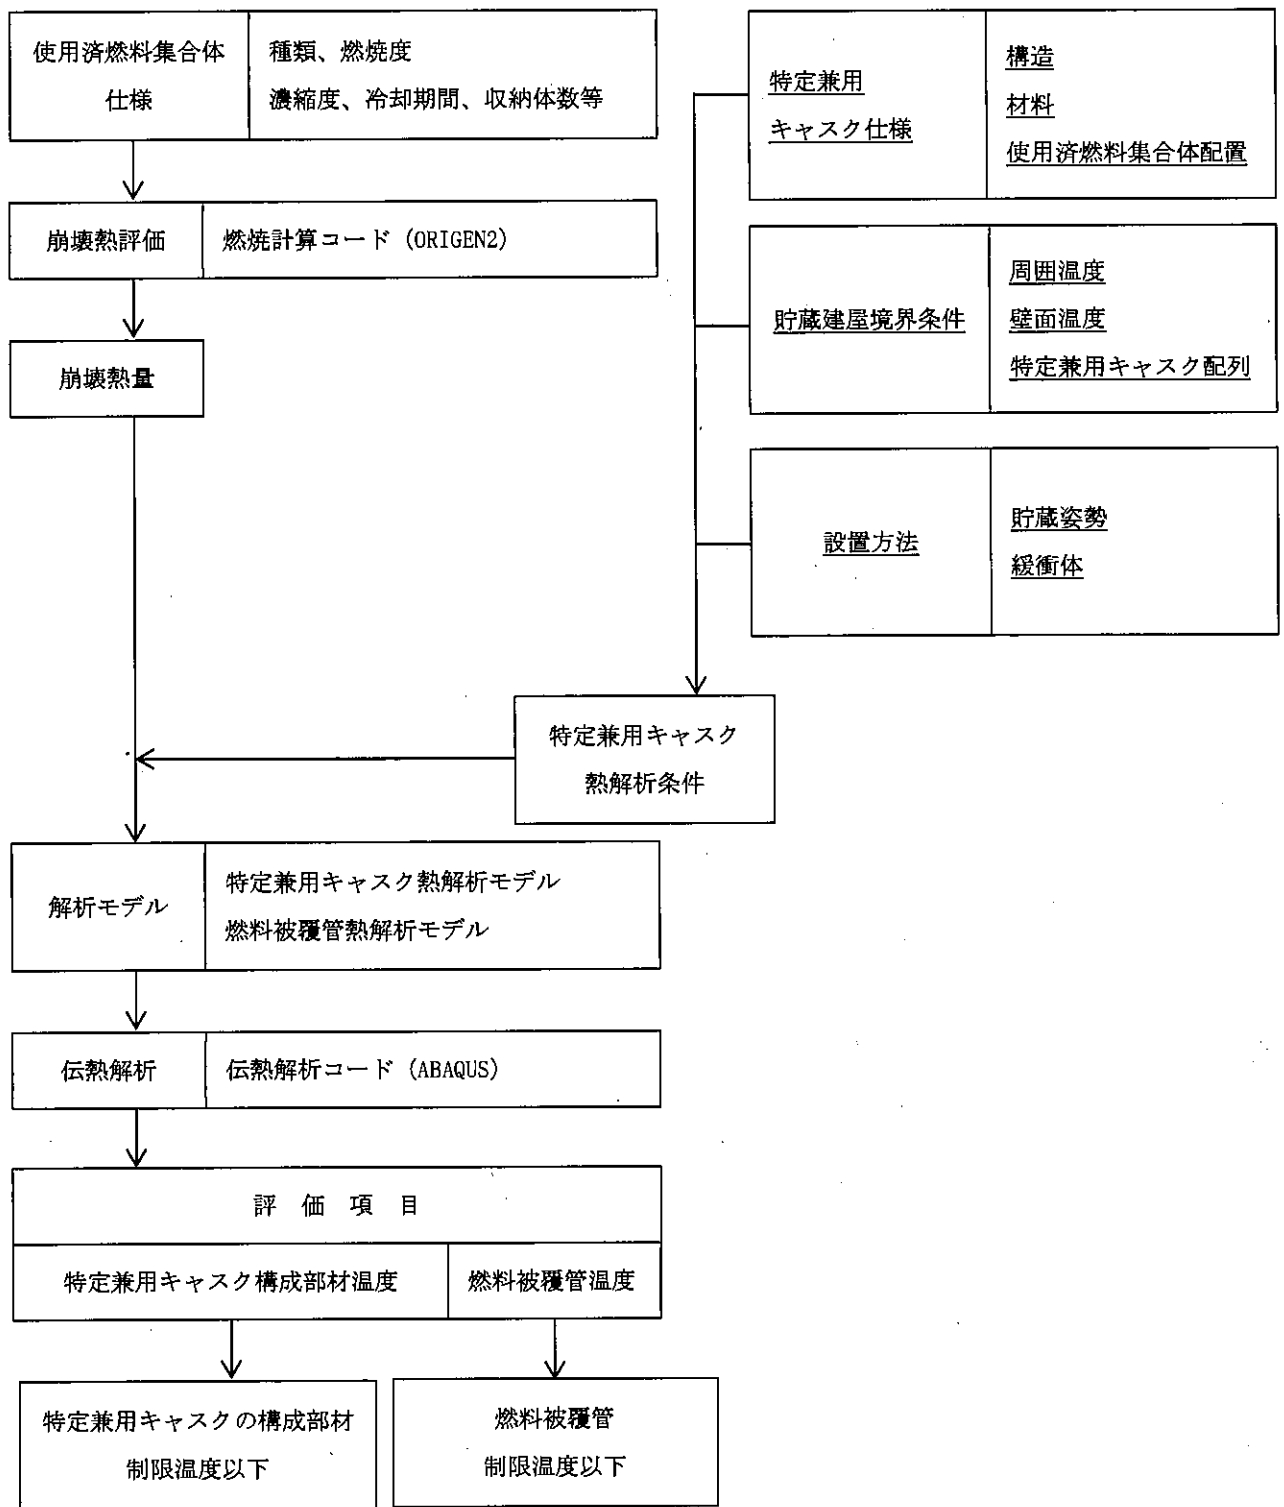 使用済燃料集合体
仕様
種類、燃焼度
濃縮度、冷却期間、収納体数等
崩壊熱評価
燃焼計算コード (ORIGEN2)
崩壊熱量
特定兼用
キャスク仕様
構造
材料
使用済燃料集合体配置
貯蔵建屋境界条件
周囲温度
壁面温度
特定兼用キャスク配列
設置方法
貯蔵姿勢
緩衝体
特定兼用キャスク
熱解析条件
解析モデル
特定兼用キャスク熱解析モデル
燃料被覆管熱解析モデル
伝熱解析
伝熱解析コード (ABAQUS)
評 価 項 目
特定兼用キャスク構成部材温度
燃料被覆管温度
特定兼用キャスクの構成部材
制限温度以下
燃料被覆管
制限温度以下